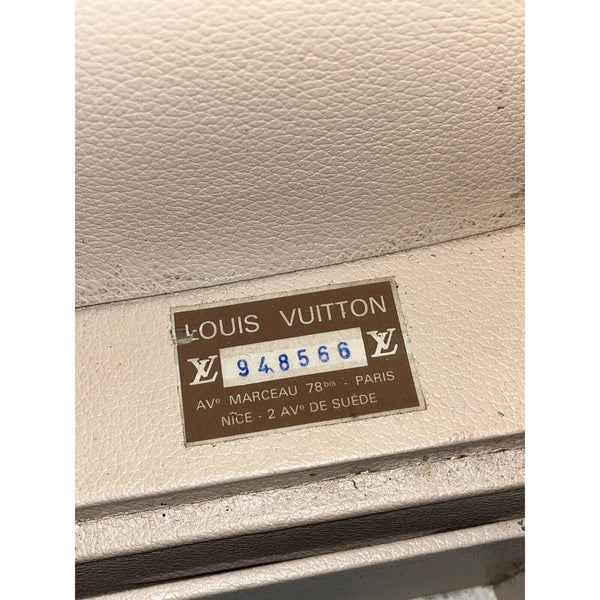 LOUIS VUITTON
LV 948566 LV
AVe MARCEAU 78bis - PARIS
NICE - 2 AVe DE SUÈDE